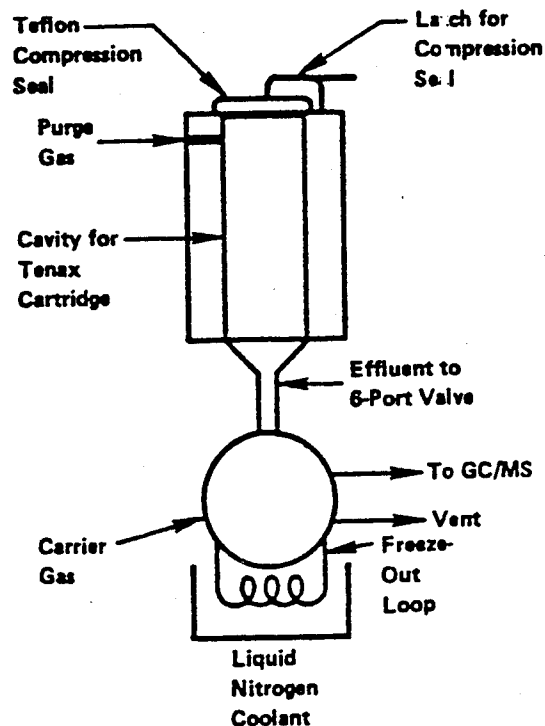 Teflon
Compression
Seal
Latch for
Compression
Seal
Purge
Gas
Cavity for
Tenax
Cartridge
Effluent to
6-Port Valve
To GC/MS
Vent
Carrier
Gas
Freeze-
Out
Loop
Liquid
Nitrogen
Coolant